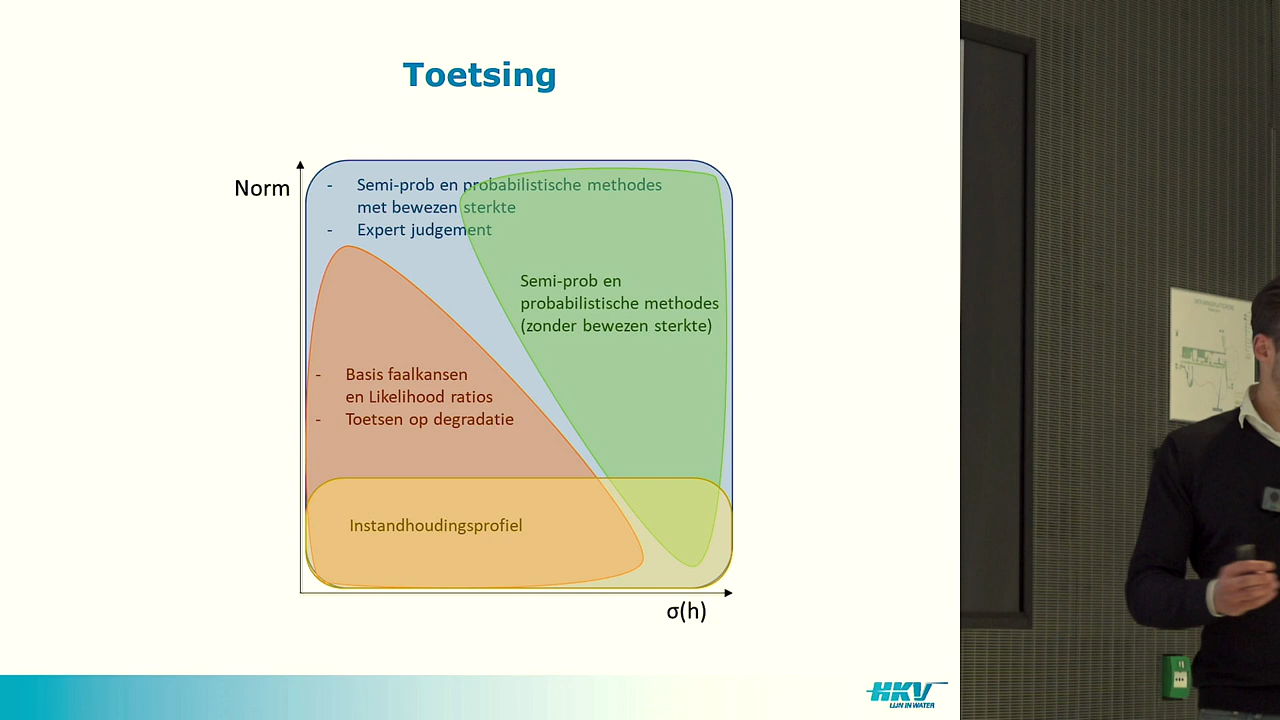 Toetsing
Norm
- Semi-prob en probabilistische methodes
met bewezen sterkte
- Expert judgement
Semi-prob en
probabilistische methodes
(zonder bewezen sterkte)
- Basis faalkansen
en Likelihood ratios
- Toetsen op degradatie
Instandhoudingsprofiel
σ(h)
HKV
LIJN IN WATER